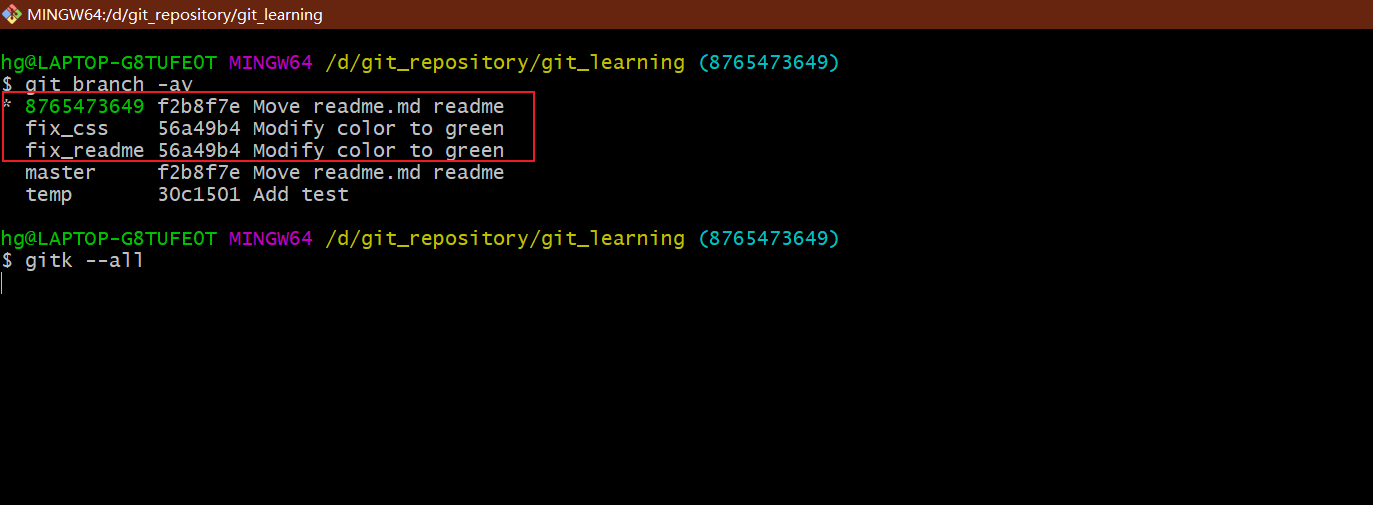 MINGW64:/d/git_repository/git_learning
hg@LAPTOP-G8TUFE0T MINGW64 /d/git_repository/git_learning (8765473649)
$ git branch -av
* 8765473649 f2b8f7e Move readme.md readme
  fix_css    56a49b4 Modify color to green
  fix_readme 56a49b4 Modify color to green
  master     f2b8f7e Move readme.md readme
  temp       30c1501 Add test
hg@LAPTOP-G8TUFE0T MINGW64 /d/git_repository/git_learning (8765473649)
$ gitk --all